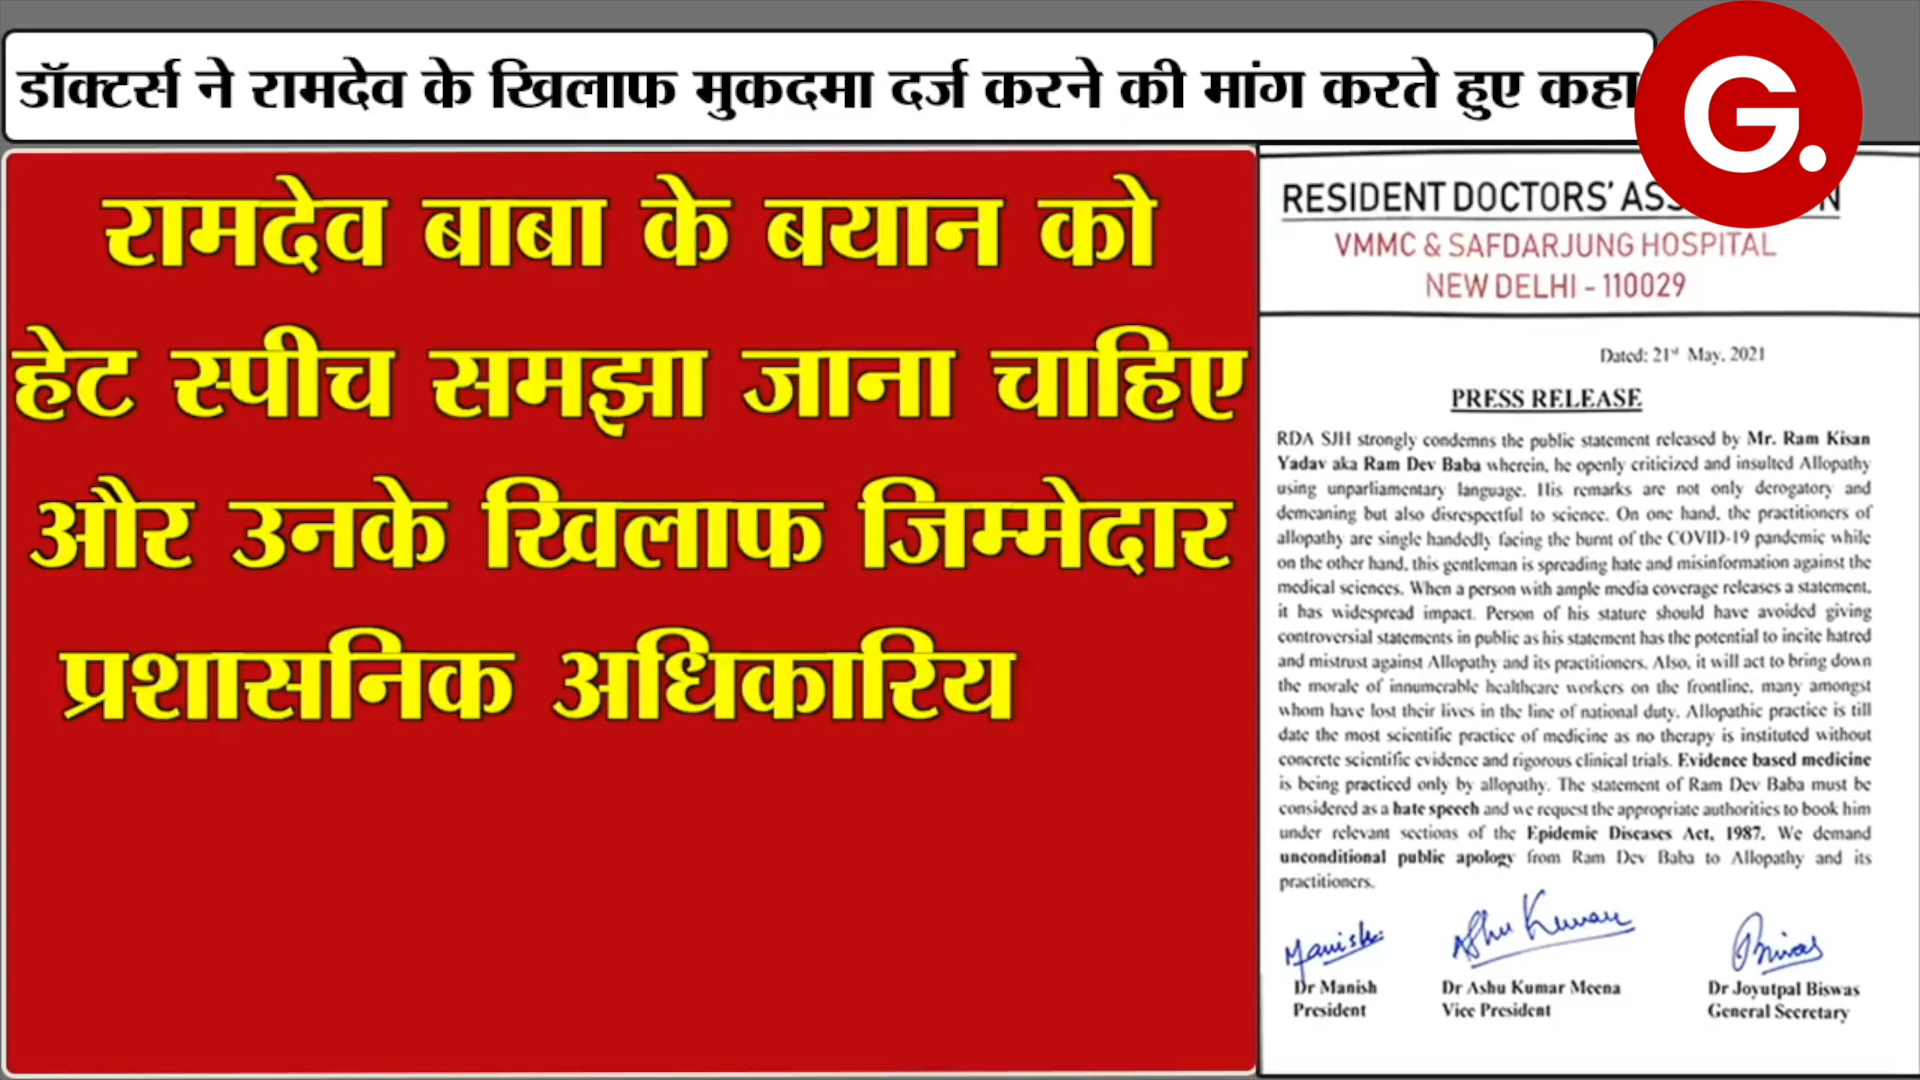 डॉक्टर्स ने रामदेव के खिलाफ मुकदमा दर्ज करने की मांग करते हुए कहा
G.
रामदेव बाबा के बयान को
हेट स्पीच समझा जाना चाहिए
और उनके खिलाफ जिम्मेदार
प्रशासनिक अधिकारिय
RESIDENT DOCTORS'
VMMC & SAFDARJUNG HOSPITAL
NEW DELHI - 110029
Dated: 21st May, 2021
PRESS RELEASE
RDA SJH strongly condemns the public statement released by Mr. Ram Kisan
Yadav aka Ram Dev Baba wherein, he openly criticized and insulted Allopathy
using unparliamentary language. His remarks are not only derogatory and
demeaning but also disrespectful to science. On one hand, the practitioners of
allopathy are single handedly facing the burnt of the COVID-19 pandemic while
on the other hand, this gentleman is spreading hate and misinformation against the
medical sciences. When a person with ample media coverage releases a statement,
it has widespread impact. Person of his stature should have avoided giving
controversial statements in public as his statement has the potential to incite hatred
and mistrust against Allopathy and its practitioners. Also, it will act to bring down
the morale of innumerable healthcare workers on the frontline, many amongst
whom have lost their lives in the line of national duty. Allopathic practice is till
date the most scientific practice of medicine as no therapy is instituted without
concrete scientific evidence and rigorous clinical trials. Evidence based medicine
is being practiced only by allopathy. The statement of Ram Dev Baba must be
considered as a hate speech and we request the appropriate authorities to book him
under relevant sections of the Epidemic Diseases Act, 1987. We demand
unconditional public apology from Ram Dev Baba to Allopathy and its
practitioners.
Manish Ashu Kumar Biswas
Dr Manish Dr Ashu Kumar Meena Dr Joyutpal Biswas
President Vice President General Secretary